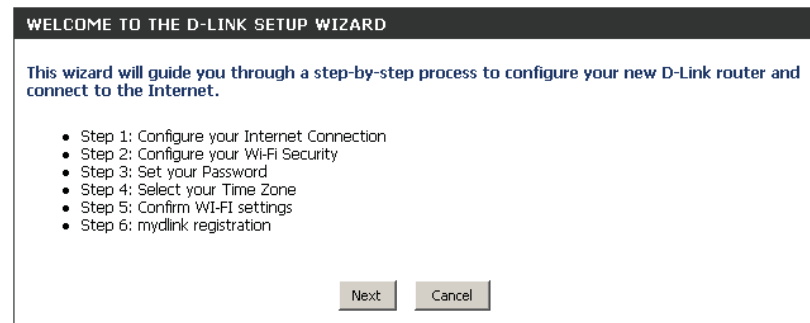 WELCOME TO THE D-LINK SETUP WIZARD
This wizard will guide you through a step-by-step process to configure your new D-Link router and
connect to the Internet.
• Step 1: Configure your Internet Connection
• Step 2: Configure your Wi-Fi Security
• Step 3: Set your Password
• Step 4: Select your Time Zone
• Step 5: Confirm WI-FI settings
• Step 6: mydlink registration
Next Cancel